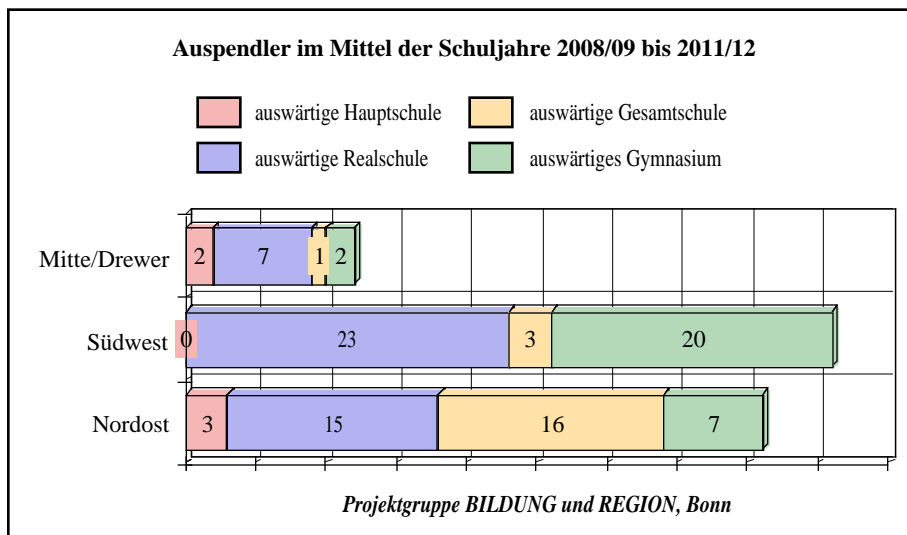 Auspendler im Mittel der Schuljahre 2008/09 bis 2011/12
auswärtige Hauptschule
auswärtige Gesamtschule
auswärtige Realschule
auswärtiges Gymnasium
Mitte/Drewer 2 7 1 2
Südwest 0 23 3 20
Nordost 3 15 16 7
Projektgruppe BILDUNG und REGION, Bonn